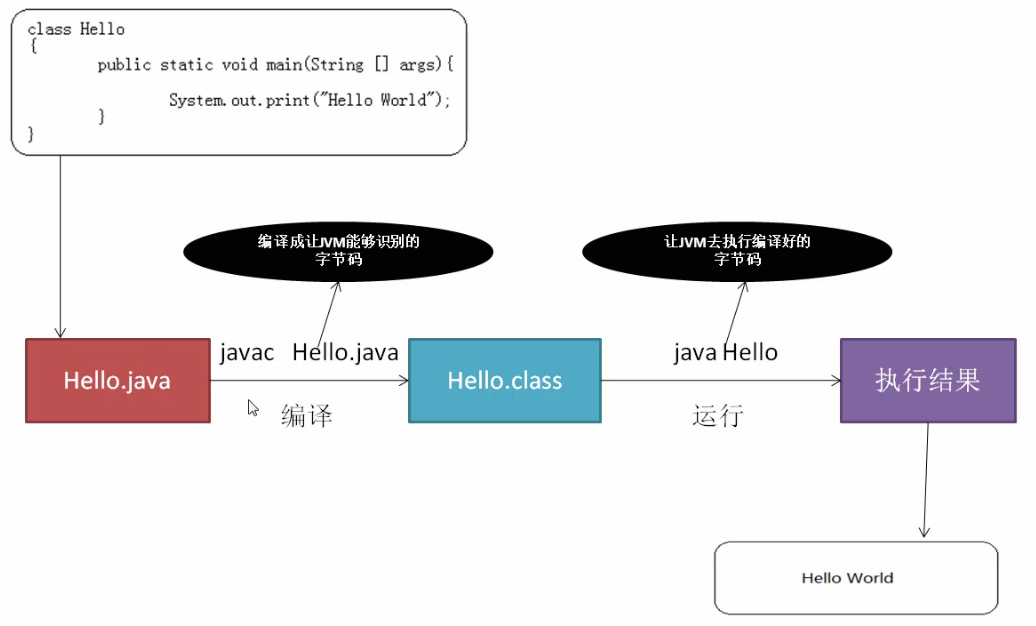 class Hello
{
public static void main(String [] args){
System.out.print("Hello World");
}
}
编译成让JVM能够识别的
字节码
让JVM去执行编译好的
字节码
javac Hello.java
java Hello
Hello.java
Hello.class
执行结果
编译
运行
Hello World